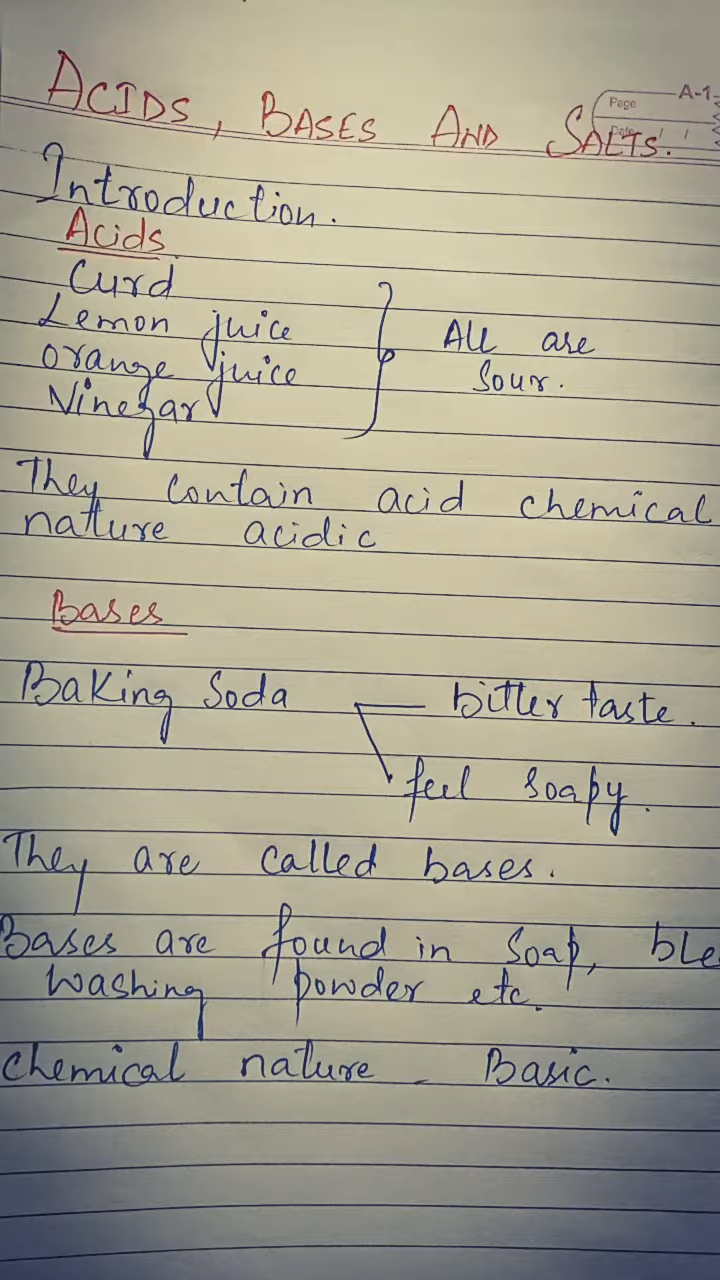 A-1
Page
ACIDS, BASES AND SALTS.
Introduction.
Acids
Curd
Lemon juice
Orange juice
Vinegar
All are
sour.
They contain acid chemical
nature acidic
Bases
Baking Soda bitter taste.
feel soapy.
They are called bases.
Bases are found in soap, ble
washing powder etc.
Chemical nature - Basic.